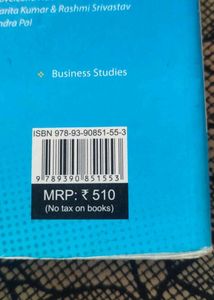 arita Kumar & Rashmi Srivastav
ndra Pal
Business Studies
ISBN 978-93-90851-55-3
9 789390 851553
MRP: ₹ 510
(No tax on books)